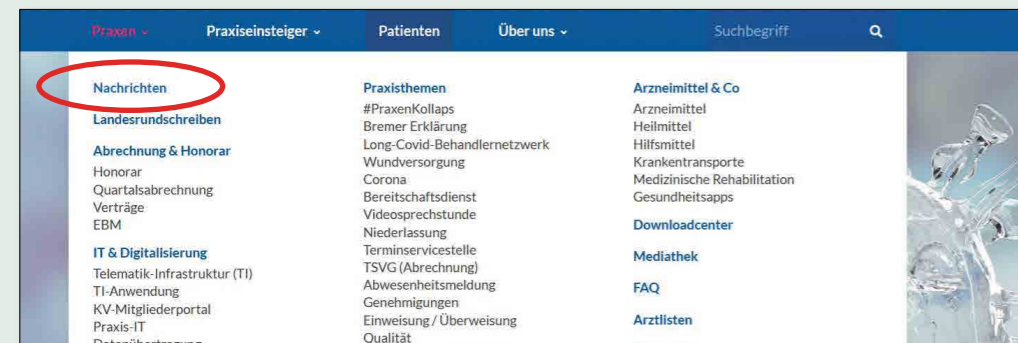 Praxen
Praxiseinsteiger
Patienten
Über uns
Suchbegriff
Nachrichten
Landesrundschreiben
Abrechnung & Honorar
Honorar
Quartalsabrechnung
Verträge
EBM
IT & Digitalisierung
Telematik-Infrastruktur (TI)
TI-Anwendung
KV-Mitgliederportal
Praxis-IT
Datenübertragung
Praxisthemen
#PraxenKollaps
Bremer Erklärung
Long-Covid-Behandlernetzwerk
Wundversorgung
Corona
Bereitschaftsdienst
Videosprechstunde
Niederlassung
Terminservicestelle
TSVG (Abrechnung)
Abwesenheitsmeldung
Genehmigungen
Einweisung / Überweisung
Qualität
Arzneimittel & Co
Arzneimittel
Heilmittel
Hilfsmittel
Krankentransporte
Medizinische Rehabilitation
Gesundheitsapps
Downloadcenter
Mediathek
FAQ
Arztlisten